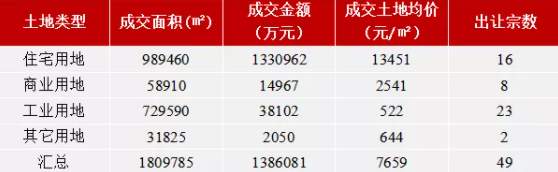 土地类型 成交面积(㎡) 成交金额（万元） 成交土地均价（元/㎡） 出让宗数
住宅用地 989460 1330962 13451 16
商业用地 58910 14967 2541 8
工业用地 729590 38102 522 23
其它用地 31825 2050 644 2
汇总 1809785 1386081 7659 49